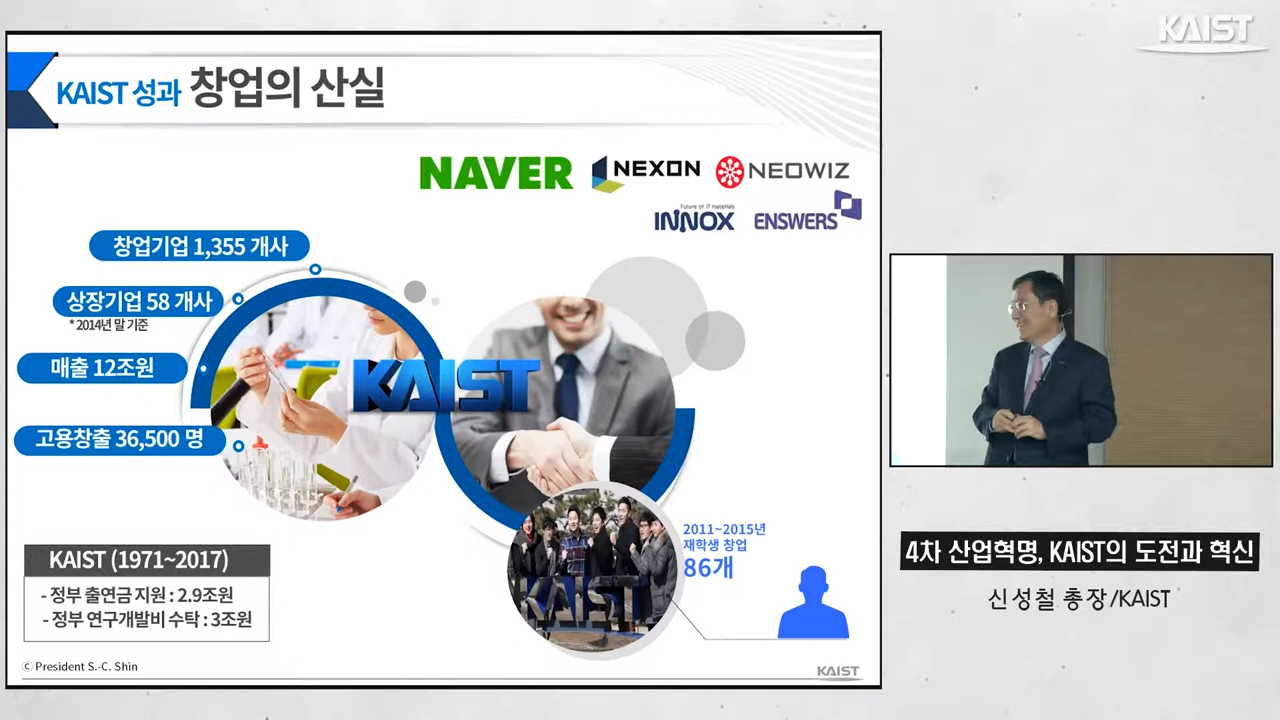 KAIST
KAIST 성과 창업의 산실
NAVER
NEXON
NEOWIZ
Future of IT materials
INNOX
ENSWERS
창업기업 1,355 개사
상장기업 58 개사
* 2014년 말 기준
매출 12조원
고용창출 36,500 명
KAIST
KAIST
2011~2015년
재학생 창업
86개
KAIST (1971~2017)
- 정부 출연금 지원 : 2.9조원
- 정부 연구개발비 수탁 : 3조원
ⓒ President S.-C. Shin
KAIST
4차 산업혁명, KAIST의 도전과 혁신
신성철 총장/KAIST